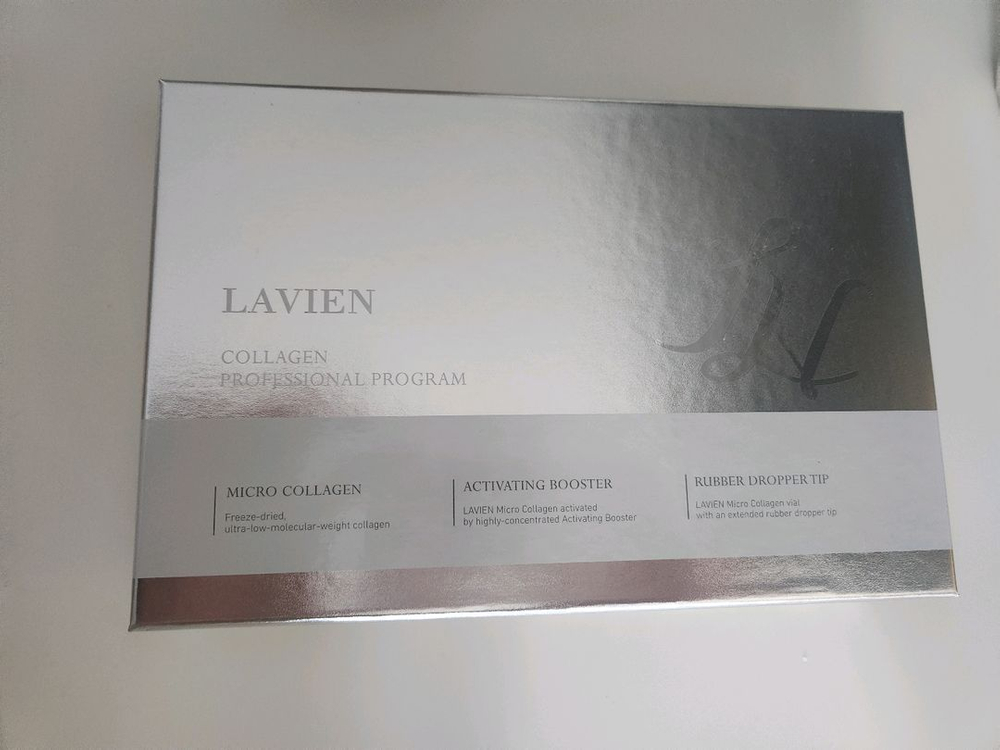 LAVIEN
COLLAGEN
PROFESSIONAL PROGRAM
MICRO COLLAGEN
Freeze-dried,
ultra-low-molecular-weight collagen
ACTIVATING BOOSTER
LAVIEN Micro Collagen activated
by highly-concentrated Activating Booster
RUBBER DROPPER TIP
LAVIEN Micro Collagen vial
with an extended rubber dropper tip